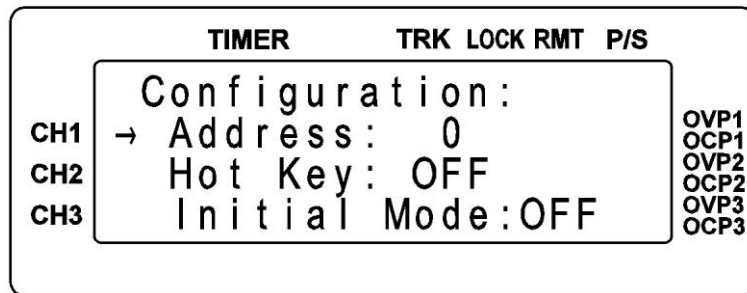 TIMER TRK LOCK RMT P/S
Configuration:
CH1 → Address: 0 OVP1
OCP1
CH2 Hot Key: OFF OVP2
OCP2
CH3 Initial Mode:OFF OVP3
OCP3